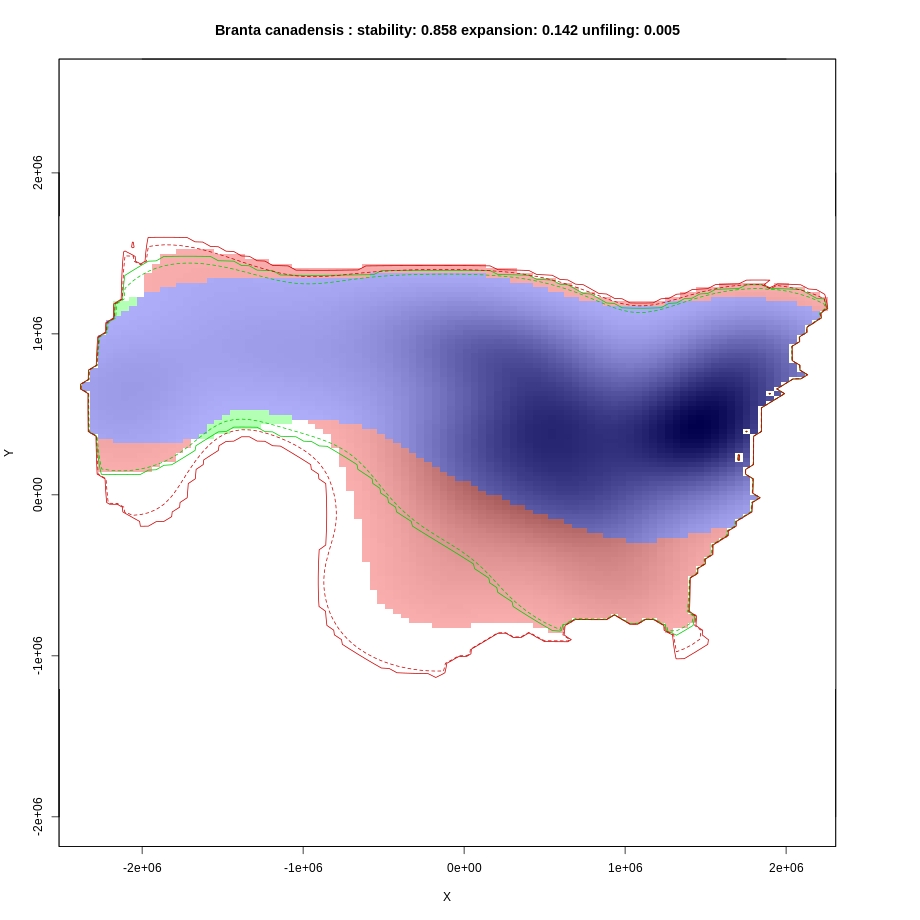 Branta canadensis : stability: 0.858 expansion: 0.142 unfiling: 0.005
2e+06
1e+06
0e+00
-1e+06
-2e+06
Y
-2e+06 -1e+06 0e+00 1e+06 2e+06
X